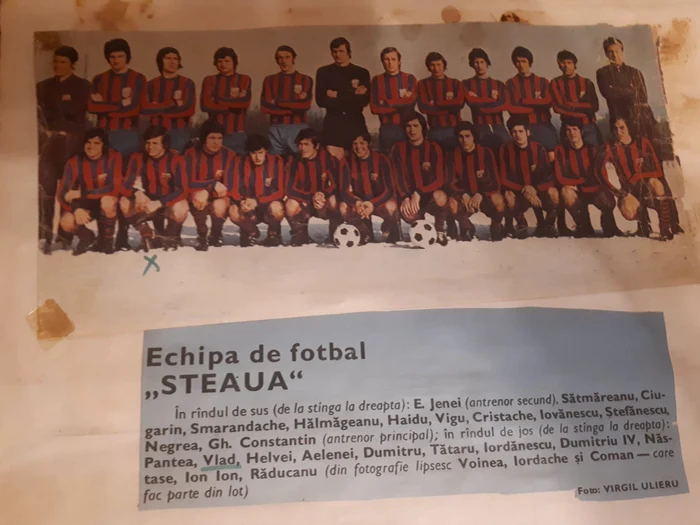 Echipa de fotbal
„STEAUA“
În rîndul de sus (de la stînga la dreapta): E. Jenei (antrenor secund), Sătmăreanu, Ciu-
garin, Smarandache, Hălmăgeanu, Haidu, Vigu, Cristache, Iovănescu, Ștefănescu,
Negrea, Gh. Constantin (antrenor principal); în rîndul de jos (de la stînga la dreapta):
Pantea, Vlad, Helvei, Aelenei, Dumitru, Tătaru, Iordănescu, Dumitriu IV, Năs-
tase, Ion Ion, Răducanu (din fotografie lipsesc Voinea, Iordache și Coman — care
fac parte din lot)
Foto: VIRGIL ULIERU